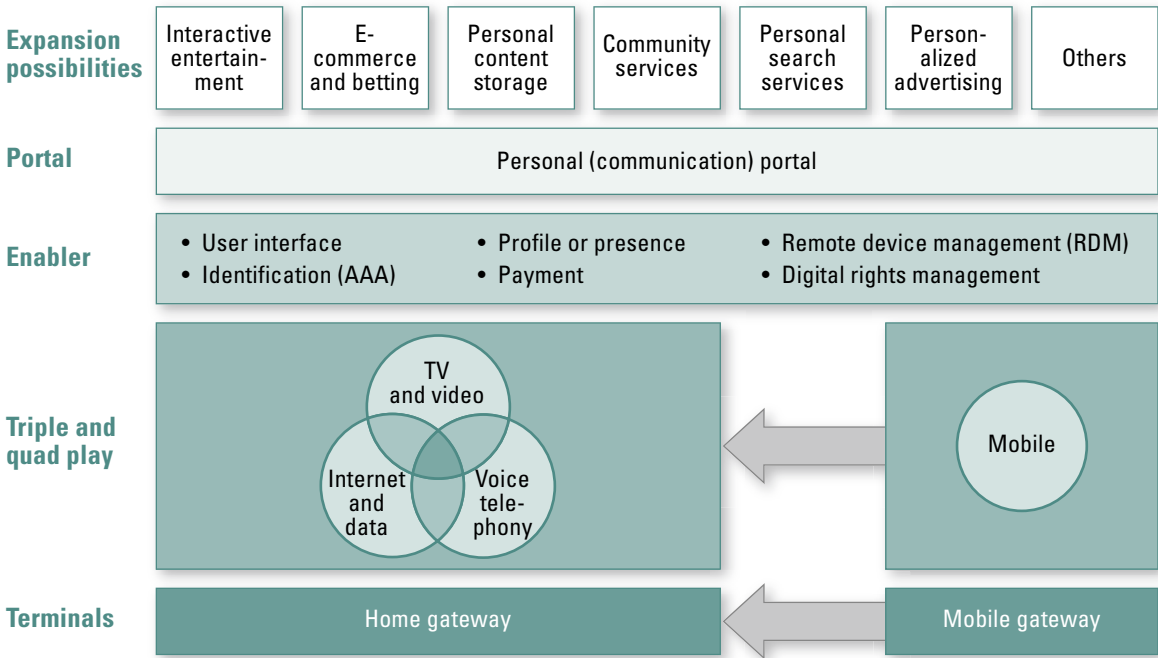 Expansion
possibilities
Interactive
entertain-
ment
E-
commerce
and betting
Personal
content
storage
Community
services
Personal
search
services
Person-
alized
advertising
Others
Portal
Personal (communication) portal
Enabler
• User interface
• Identification (AAA)
• Profile or presence
• Payment
• Remote device management (RDM)
• Digital rights management
Triple and
quad play
TV
and video
Internet
and
data
Voice
tele-
phony
Mobile
Terminals
Home gateway
Mobile gateway